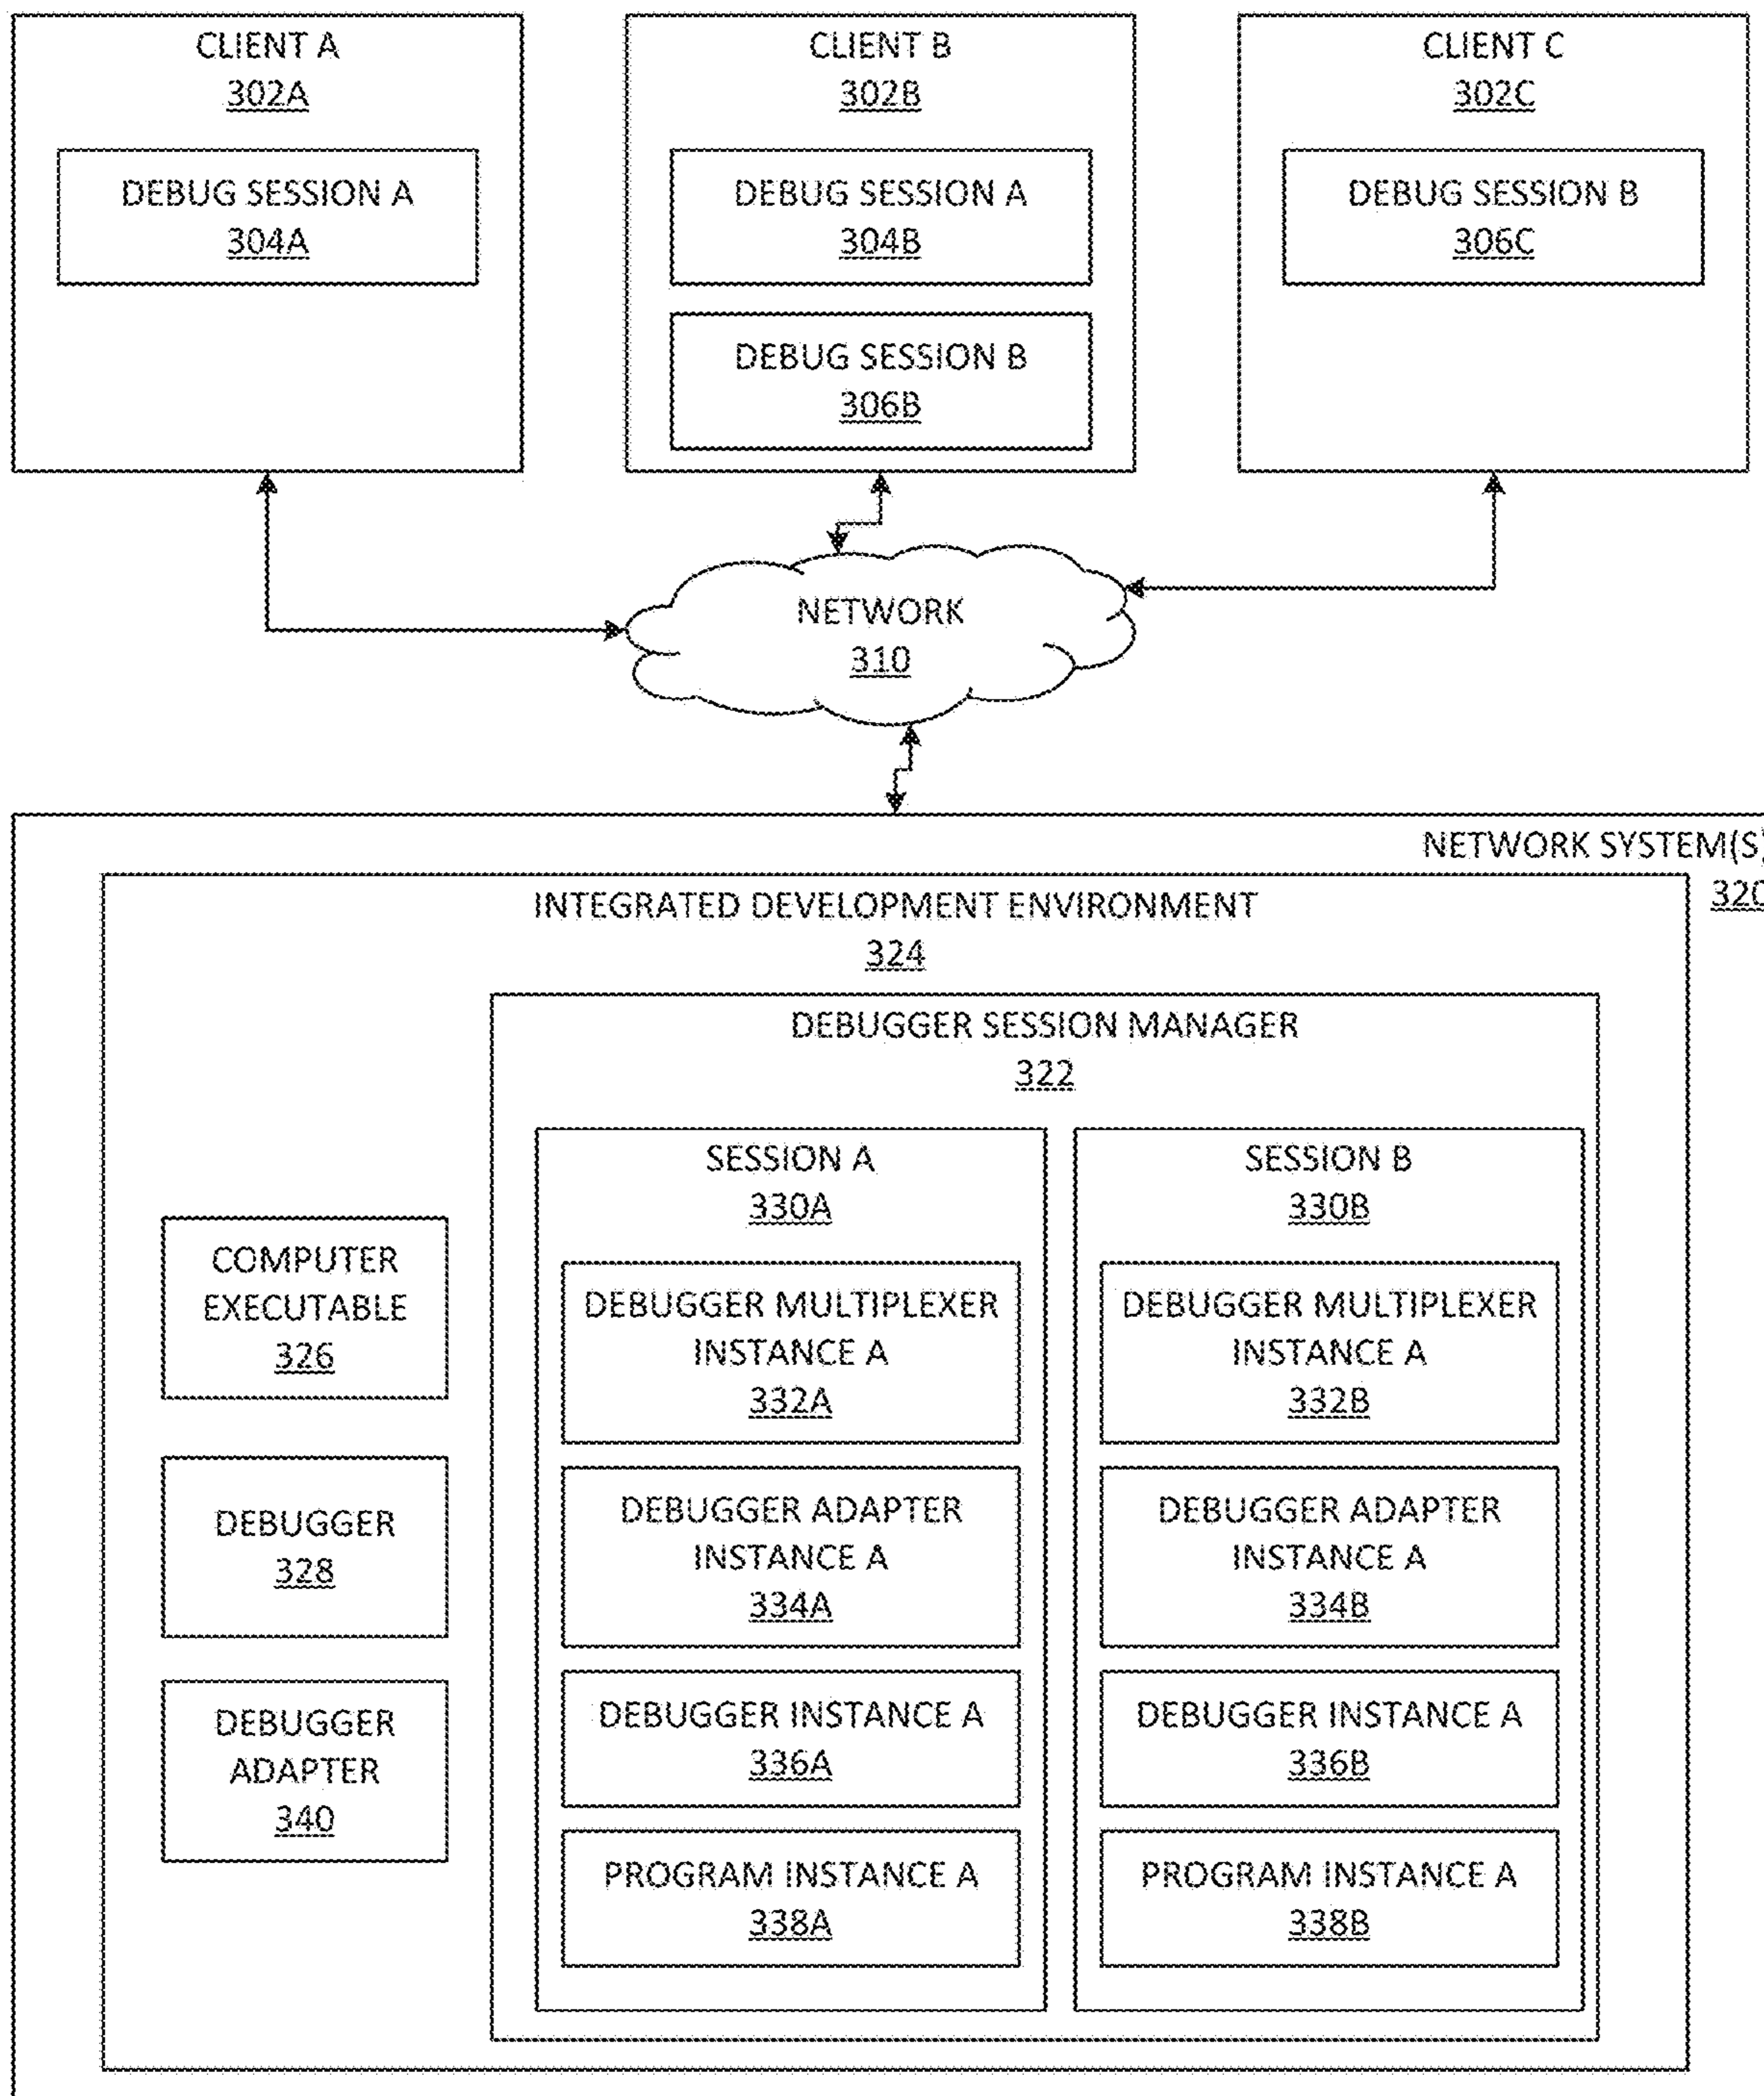 CLIENT A
302A
DEBUG SESSION A
304A
CLIENT B
302B
DEBUG SESSION A
304B
DEBUG SESSION B
306B
CLIENT C
302C
DEBUG SESSION B
306C
NETWORK
310
NETWORK SYSTEM(S)
320
INTEGRATED DEVELOPMENT ENVIRONMENT
324
COMPUTER
EXECUTABLE
326
DEBUGGER
328
DEBUGGER
ADAPTER
340
DEBUGGER SESSION MANAGER
322
SESSION A
330A
DEBUGGER MULTIPLEXER
INSTANCE A
332A
DEBUGGER ADAPTER
INSTANCE A
334A
DEBUGGER INSTANCE A
336A
PROGRAM INSTANCE A
338A
SESSION B
330B
DEBUGGER MULTIPLEXER
INSTANCE A
332B
DEBUGGER ADAPTER
INSTANCE A
334B
DEBUGGER INSTANCE A
336B
PROGRAM INSTANCE A
338B